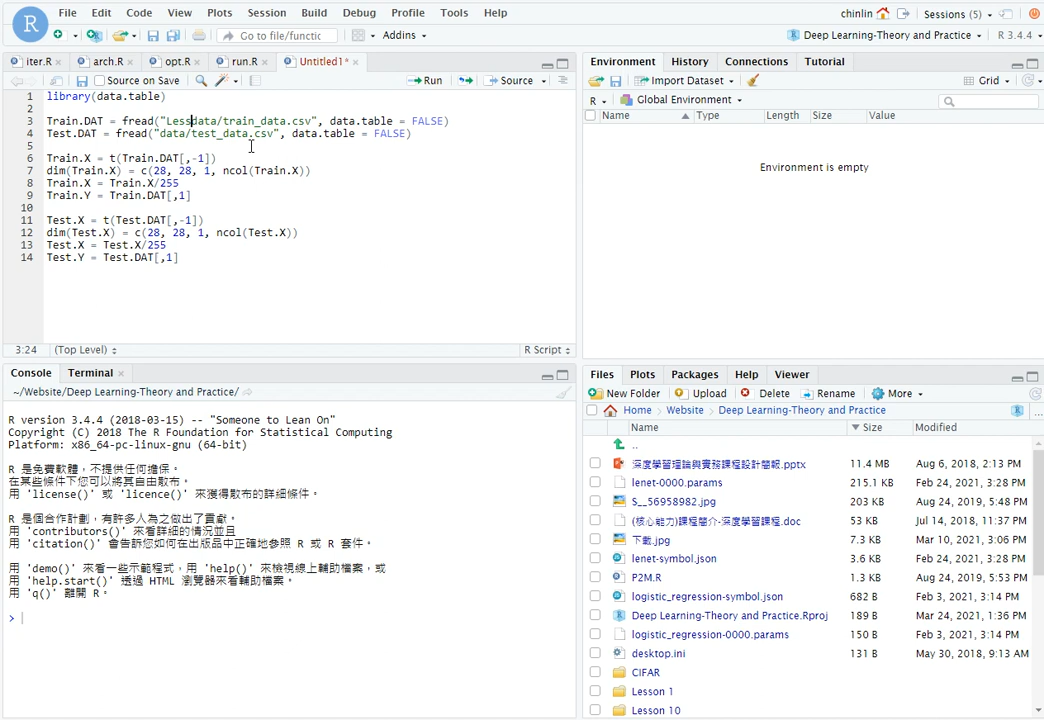 File Edit Code View Plots Session Build Debug Profile Tools Help
chinlin Sessions (5)
R Go to file/functic Addins Deep Learning-Theory and Practice R 3.4.4
iter.R arch.R opt.R run.R Untitled1*
Source on Save Run Source
1 library(data.table)
2
3 Train.DAT = fread("Lessdata/train_data.csv", data.table = FALSE)
4 Test.DAT = fread("data/test_data.csv", data.table = FALSE)
5
6 Train.X = t(Train.DAT[,-1])
7 dim(Train.X) = c(28, 28, 1, ncol(Train.X))
8 Train.X = Train.X/255
9 Train.Y = Train.DAT[,1]
10
11 Test.X = t(Test.DAT[,-1])
12 dim(Test.X) = c(28, 28, 1, ncol(Test.X))
13 Test.X = Test.X/255
14 Test.Y = Test.DAT[,1]
3:24 (Top Level) R Script
Console Terminal
~/Website/Deep Learning-Theory and Practice/
R version 3.4.4 (2018-03-15) -- "Someone to Lean On"
Copyright (C) 2018 The R Foundation for Statistical Computing
Platform: x86_64-pc-linux-gnu (64-bit)
R 是免費軟體，不提供任何擔保。
在某些條件下您可以將其自由散布。
用 'license()' 或 'licence()' 來獲得散布的詳細條件。
R 是個合作計劃，有許多人為之做出了貢獻。
用 'contributors()' 來看詳細的情況並且
用 'citation()' 會告訴您如何在出版品中正確地參照 R 或 R 套件。
用 'demo()' 來看一些示範程式，用 'help()' 來檢視線上輔助檔案，或
用 'help.start()' 透過 HTML 瀏覽器來看輔助檔案。
用 'q()' 離開 R。
>
Environment History Connections Tutorial
Import Dataset Grid
R Global Environment
Name Type Length Size Value
Environment is empty
Files Plots Packages Help Viewer
New Folder Upload Delete Rename More
Home Website Deep Learning-Theory and Practice ...
Name Size Modified
..
深度學習理論與實務課程設計簡報.pptx 11.4 MB Aug 6, 2018, 2:13 PM
lenet-0000.params 215.1 KB Feb 24, 2021, 3:28 PM
S__56958982.jpg 203 KB Aug 24, 2019, 5:48 PM
(核心能力)課程簡介-深度學習課程.doc 53 KB Jul 14, 2018, 11:37 PM
下載.jpg 7.3 KB Mar 10, 2021, 3:06 PM
lenet-symbol.json 3.6 KB Feb 24, 2021, 3:28 PM
P2M.R 1.3 KB Aug 24, 2019, 5:53 PM
logistic_regression-symbol.json 682 B Feb 3, 2021, 3:14 PM
Deep Learning-Theory and Practice.Rproj 189 B Mar 24, 2021, 1:36 PM
logistic_regression-0000.params 150 B Feb 3, 2021, 3:14 PM
desktop.ini 131 B May 30, 2018, 9:13 AM
CIFAR
Lesson 1
Lesson 10